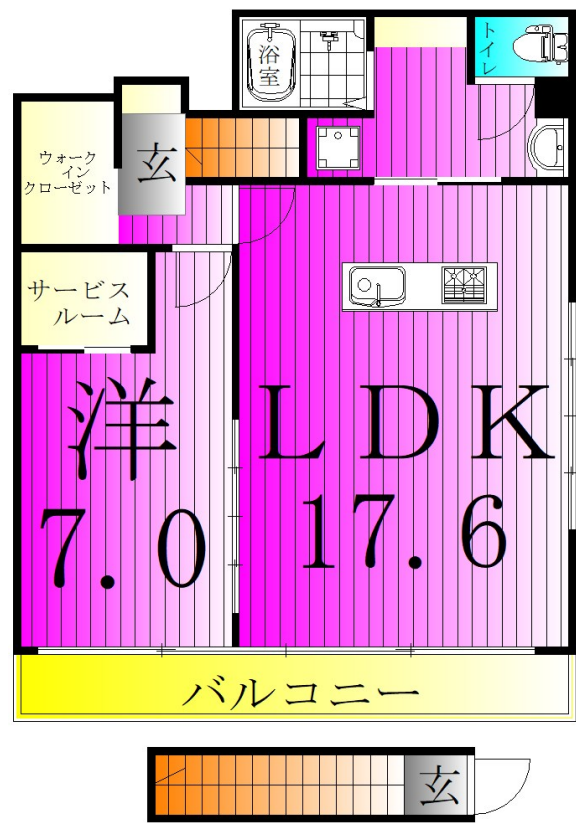 浴
室
トイレ
ウォーク
イン
クローゼット
玄
サービス
ルーム
洋
7.0
LDK
17.6
バルコニー
玄